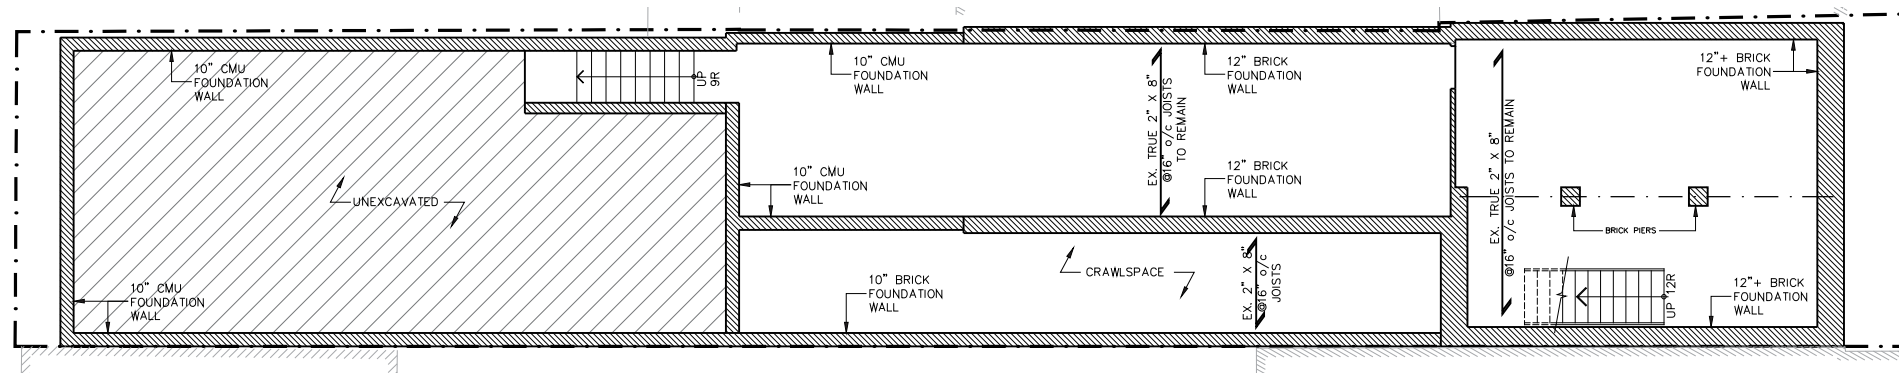 10" CMU
FOUNDATION
WALL
UP
9R
10" CMU
FOUNDATION
WALL
EX. TRUE 2" X 8"
@16" o/c JOISTS
TO REMAIN
12" BRICK
FOUNDATION
WALL
12"+ BRICK
FOUNDATION
WALL
UNEXCAVATED
10" CMU
FOUNDATION
WALL
12" BRICK
FOUNDATION
WALL
EX. TRUE 2" X 8"
@16" o/c JOISTS TO REMAIN
BRICK PIERS
10" CMU
FOUNDATION
WALL
10" BRICK
FOUNDATION
WALL
CRAWLSPACE
EX. 2" X 8"
@16" o/c
JOISTS
UP 12R
12"+ BRICK
FOUNDATION
WALL